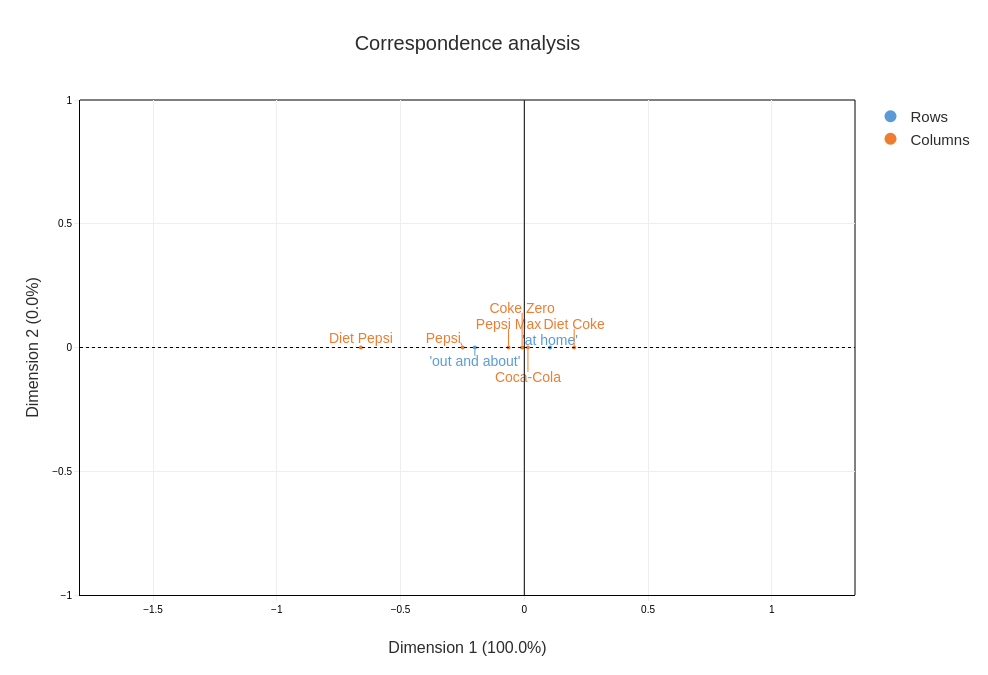 Correspondence analysis
Rows
Columns
1
0.5
0
−0.5
−1
Dimension 2 (0.0%)
Coke Zero
Pepsi Max
Diet Coke
Diet Pepsi
Pepsi
'at home'
'out and about'
Coca-Cola
−1.5
−1
−0.5
0
0.5
1
Dimension 1 (100.0%)